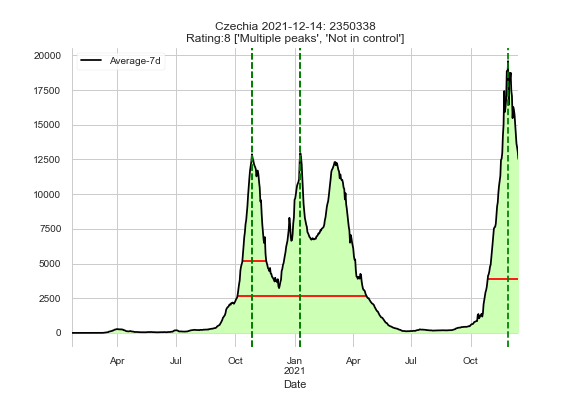 Czechia 2021-12-14: 2350338
Rating:8 ['Multiple peaks', 'Not in control']
20000
Average-7d
17500
15000
12500
10000
7500
5000
2500
0
Apr Jul Oct Jan Apr Jul Oct
2021
Date